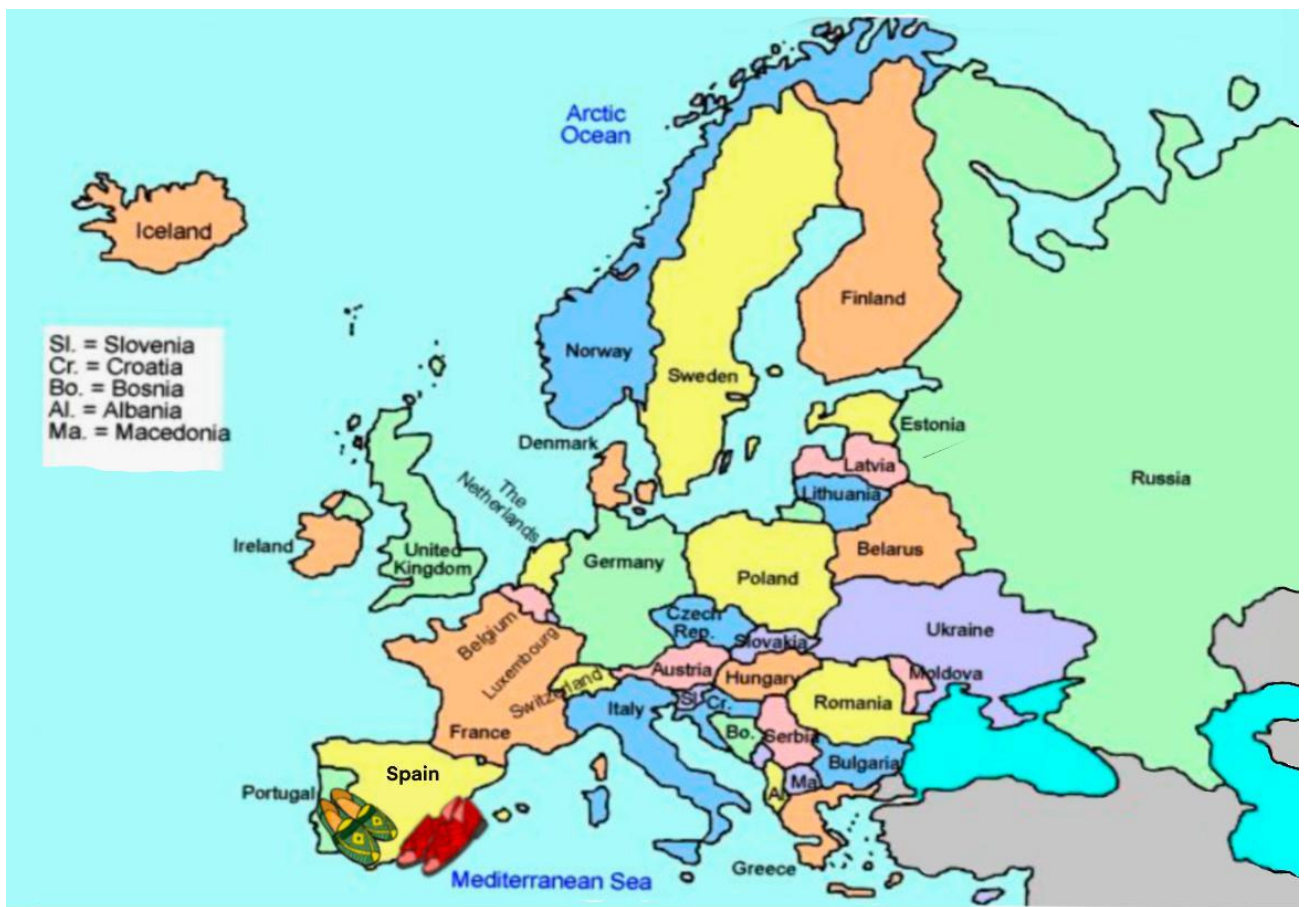 Arctic
Ocean
Iceland
Sl. = Slovenia
Cr. = Croatia
Bo. = Bosnia
Al. = Albania
Ma. = Macedonia
Finland
Norway
Sweden
Denmark
Estonia
Latvia
Russia
Lithuania
The
Netherlands
Ireland
United
Kingdom
Germany
Poland
Belarus
Belgium
Czech
Rep.
Slovakia
Ukraine
Luxembourg
Austria
Hungary
Moldova
Switzerland
Italy
Sl.
Cr.
Romania
France
Bo.
Serbia
Bulgaria
Spain
Portugal
Al
Ma
Greece
Mediterranean Sea